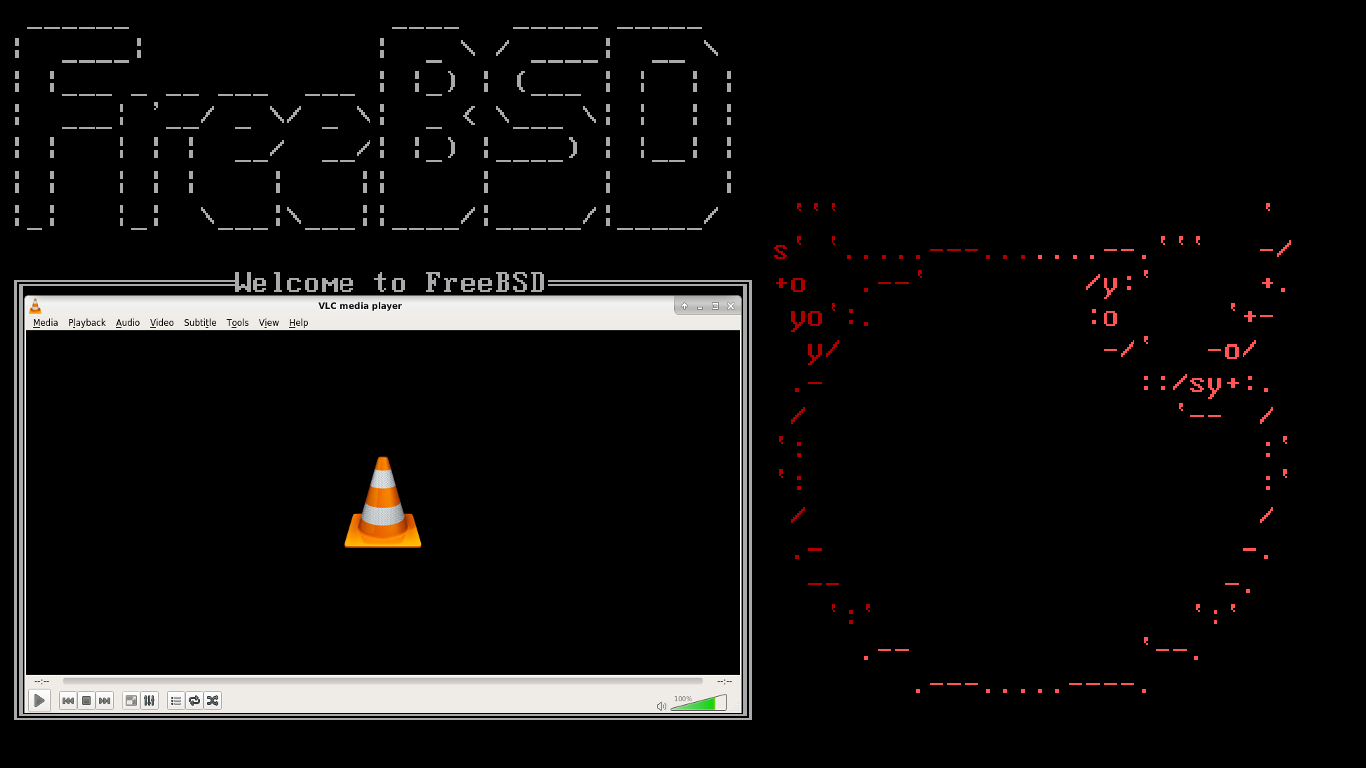 FreeBSD
Welcome to FreeBSD
VLC media player
Media Playback Audio Video Subtitle Tools View Help
--:-- --:--
100%